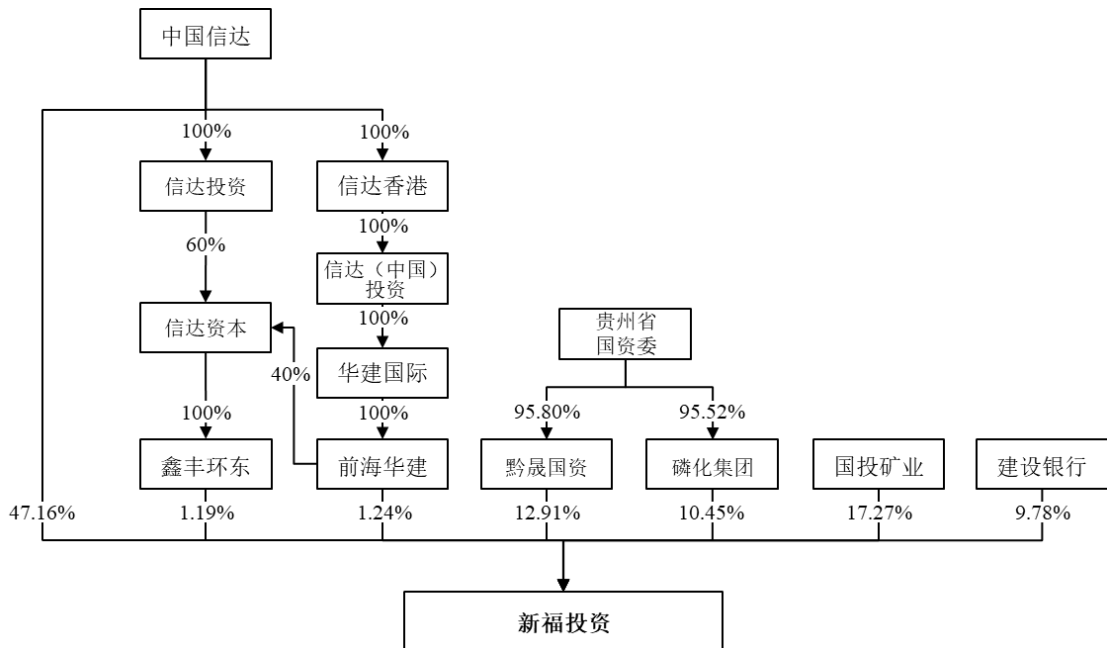 中国信达
100%
100%
信达投资
信达香港
60%
100%
信达（中国）
投资
信达资本
100%
贵州省
国资委
40%
华建国际
100%
100%
95.80%
95.52%
鑫丰环东
前海华建
黔晟国资
磷化集团
国投矿业
建设银行
47.16%
1.19%
1.24%
12.91%
10.45%
17.27%
9.78%
新福投资